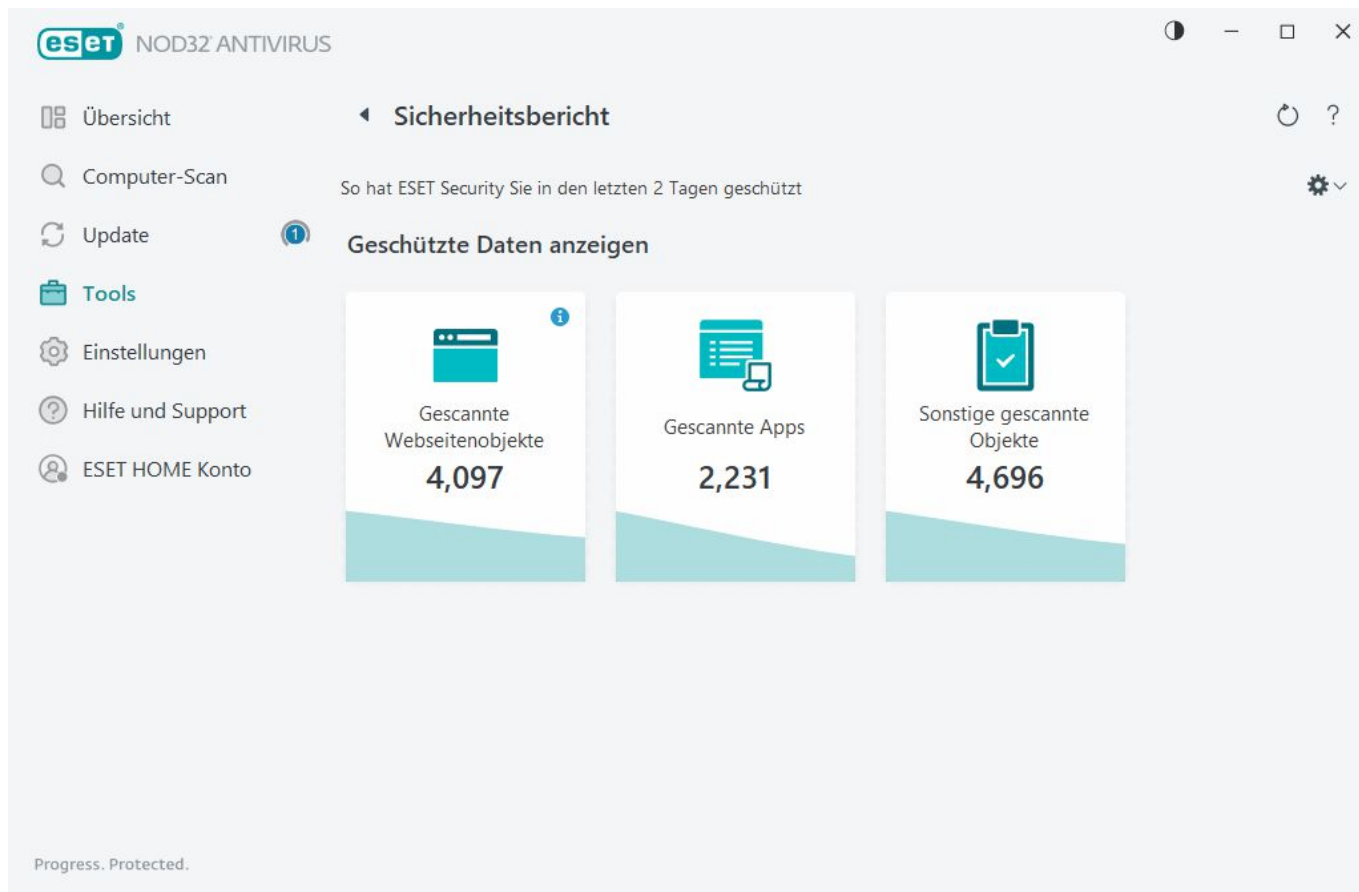 eset® NOD32® ANTIVIRUS
Übersicht
Computer-Scan
Update
1
Tools
Einstellungen
Hilfe und Support
ESET HOME Konto
Sicherheitsbericht
?
So hat ESET Security Sie in den letzten 2 Tagen geschützt
Geschützte Daten anzeigen
Gescannte
Webseitenobjekte
4,097
Gescannte Apps
2,231
Sonstige gescannte
Objekte
4,696
Progress. Protected.